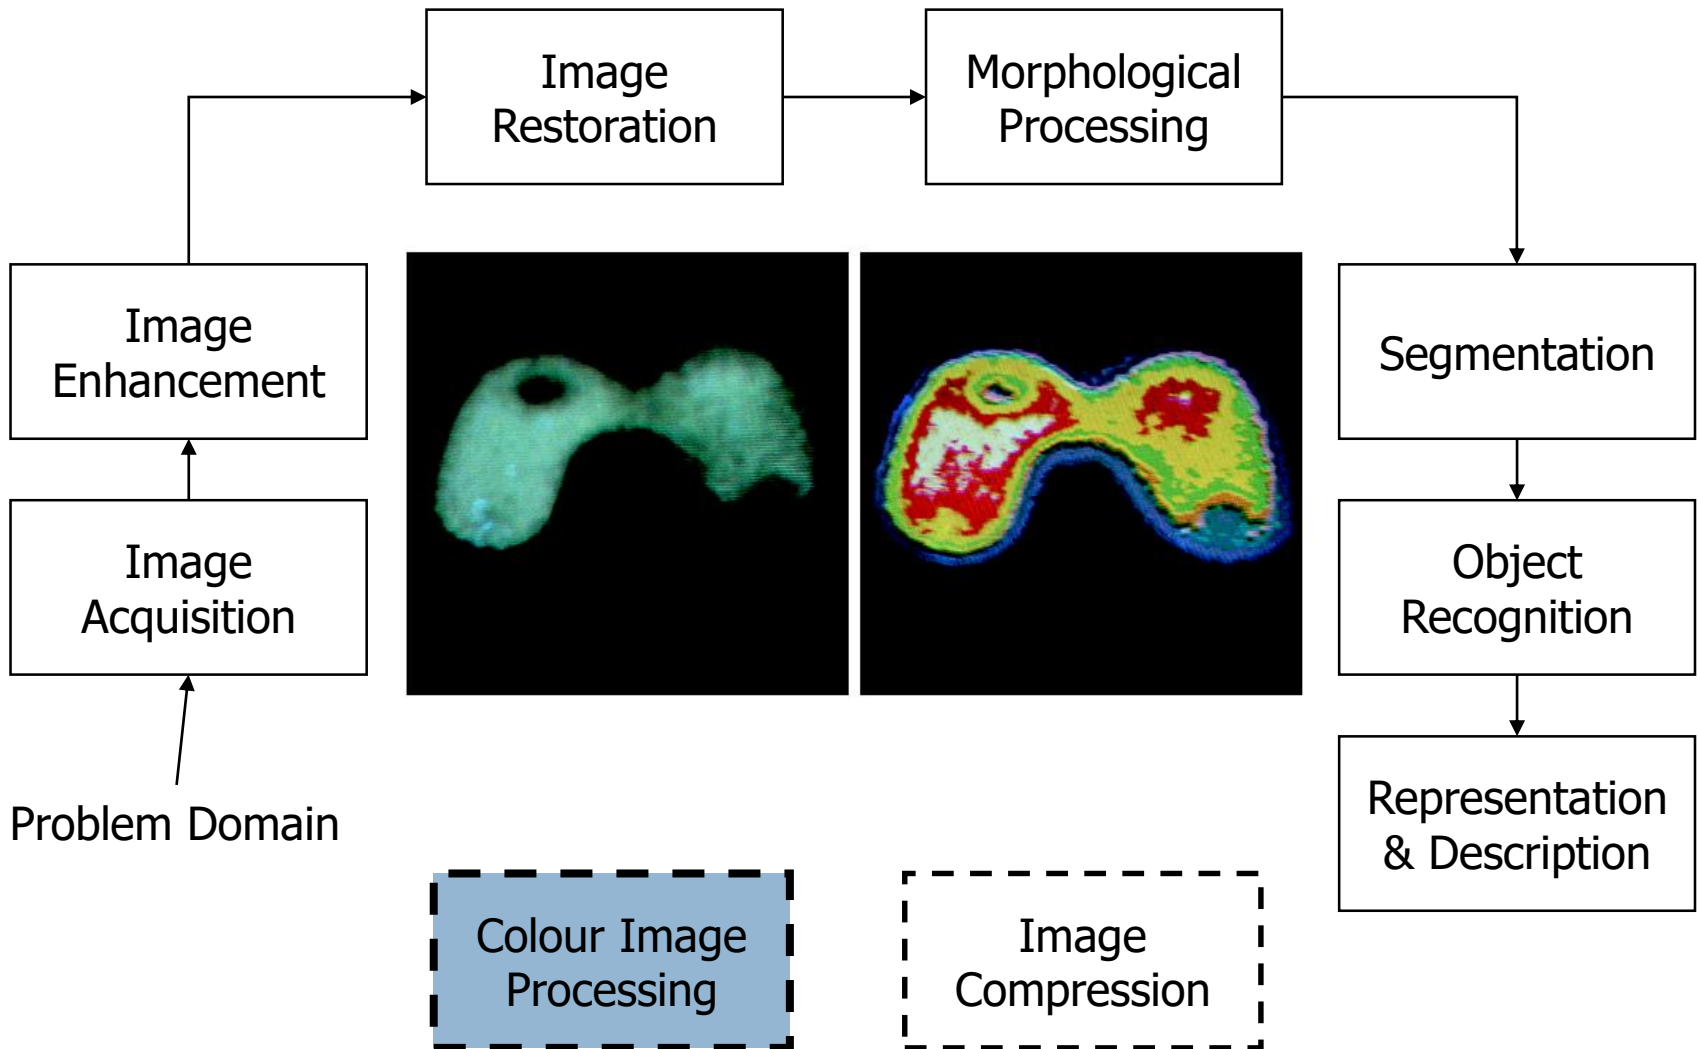 Image
Restoration
Morphological
Processing
Image
Enhancement
Segmentation
Image
Acquisition
Object
Recognition
Problem Domain
Representation
& Description
Colour Image
Processing
Image
Compression